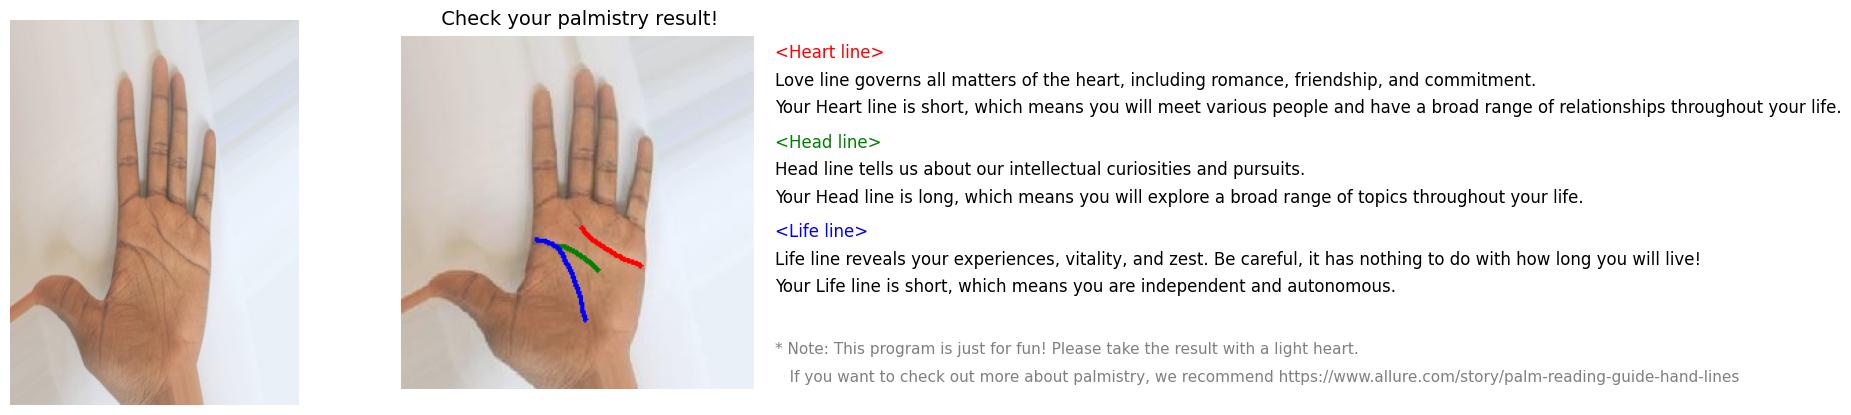 Check your palmistry result!
<Heart line>
Love line governs all matters of the heart, including romance, friendship, and commitment.
Your Heart line is short, which means you will meet various people and have a broad range of relationships throughout your life.
<Head line>
Head line tells us about our intellectual curiosities and pursuits.
Your Head line is long, which means you will explore a broad range of topics throughout your life.
<Life line>
Life line reveals your experiences, vitality, and zest. Be careful, it has nothing to do with how long you will live!
Your Life line is short, which means you are independent and autonomous.
* Note: This program is just for fun! Please take the result with a light heart.
If you want to check out more about palmistry, we recommend https://www.allure.com/story/palm-reading-guide-hand-lines